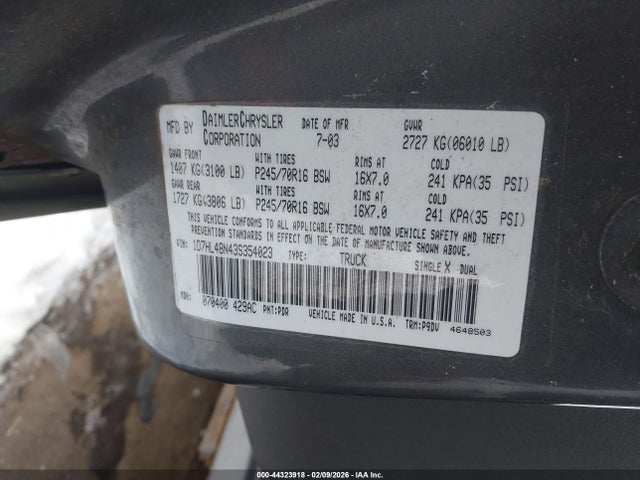 MFD BY DAIMLERCHRYSLER CORPORATION DATE OF MFR 7-03 GVWR 2727 KG(06010 LB)
GAWR FRONT WITH TIRES RIMS AT COLD
1407 KG(3100 LB) P245/70R16 BSW 16X7.0 241 KPA(35 PSI)
GAWR REAR WITH TIRES RIMS AT COLD
1727 KG(3806 LB) P245/70R16 BSW 16X7.0 241 KPA(35 PSI)
THIS VEHICLE CONFORMS TO ALL APPLICABLE FEDERAL MOTOR VEHICLE SAFETY AND THEFT
PREVENTION STANDARDS IN EFFECT ON THE DATE OF MANUFACTURE SHOWN ABOVE.
VIN: 1D7HL48N43S354023 TYPE: TRUCK SINGLE X DUAL
MDH: 070400 429AC PNT:PDR VEHICLE MADE IN U.S.A. TRM:P9DV 4648503
000-44323918 - 02/09/2026 - IAA, Inc.